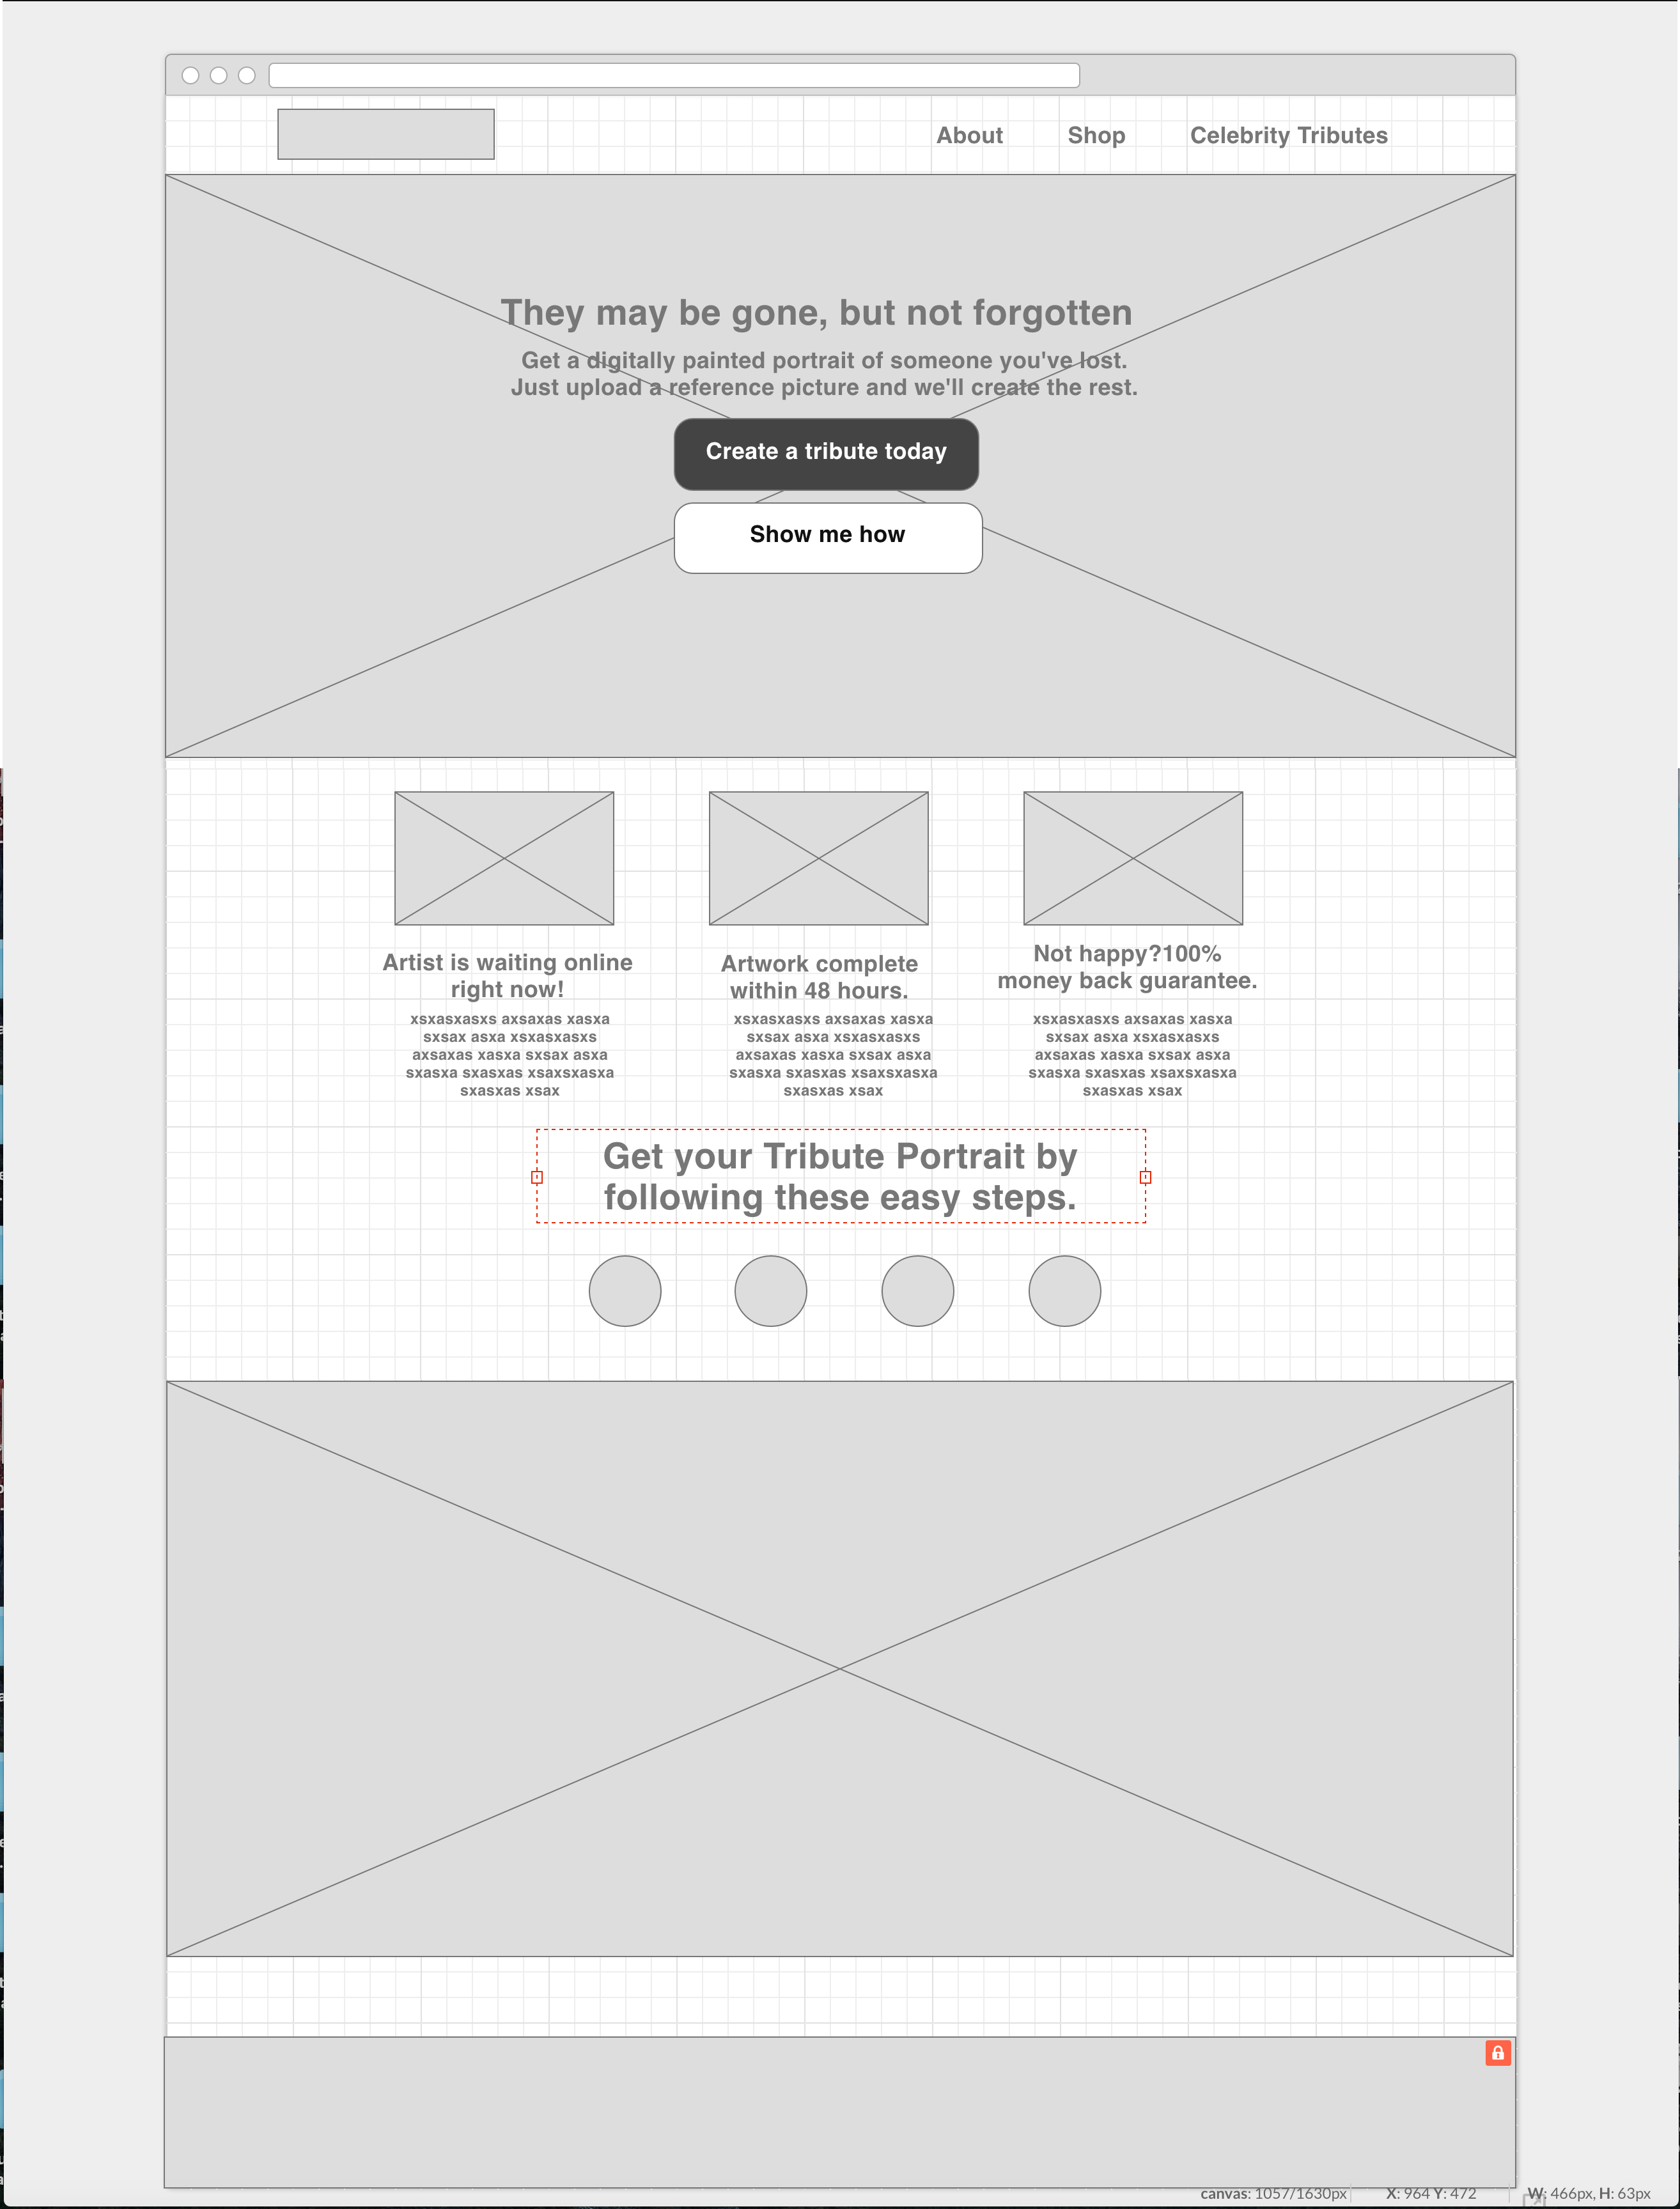 About Shop Celebrity Tributes
They may be gone, but not forgotten
Get a digitally painted portrait of someone you've lost.
Just upload a reference picture and we'll create the rest.
Create a tribute today
Show me how
Artist is waiting online
right now!
xsxasxasxs axsaxas xasxa
sxsax asxa xsxasxasxs
axsaxas xasxa sxsax asxa
sxasxa sxasxas xsaxsxasxa
sxasxas xsax
Artwork complete
within 48 hours.
xsxasxasxs axsaxas xasxa
sxsax asxa xsxasxasxs
axsaxas xasxa sxsax asxa
sxasxa sxasxas xsaxsxasxa
sxasxas xsax
Not happy?100%
money back guarantee.
xsxasxasxs axsaxas xasxa
sxsax asxa xsxasxasxs
axsaxas xasxa sxsax asxa
sxasxa sxasxas xsaxsxasxa
sxasxas xsax
Get your Tribute Portrait by
following these easy steps.
canvas: 1057/1630px X: 964 Y: 472 W: 466px, H: 63px